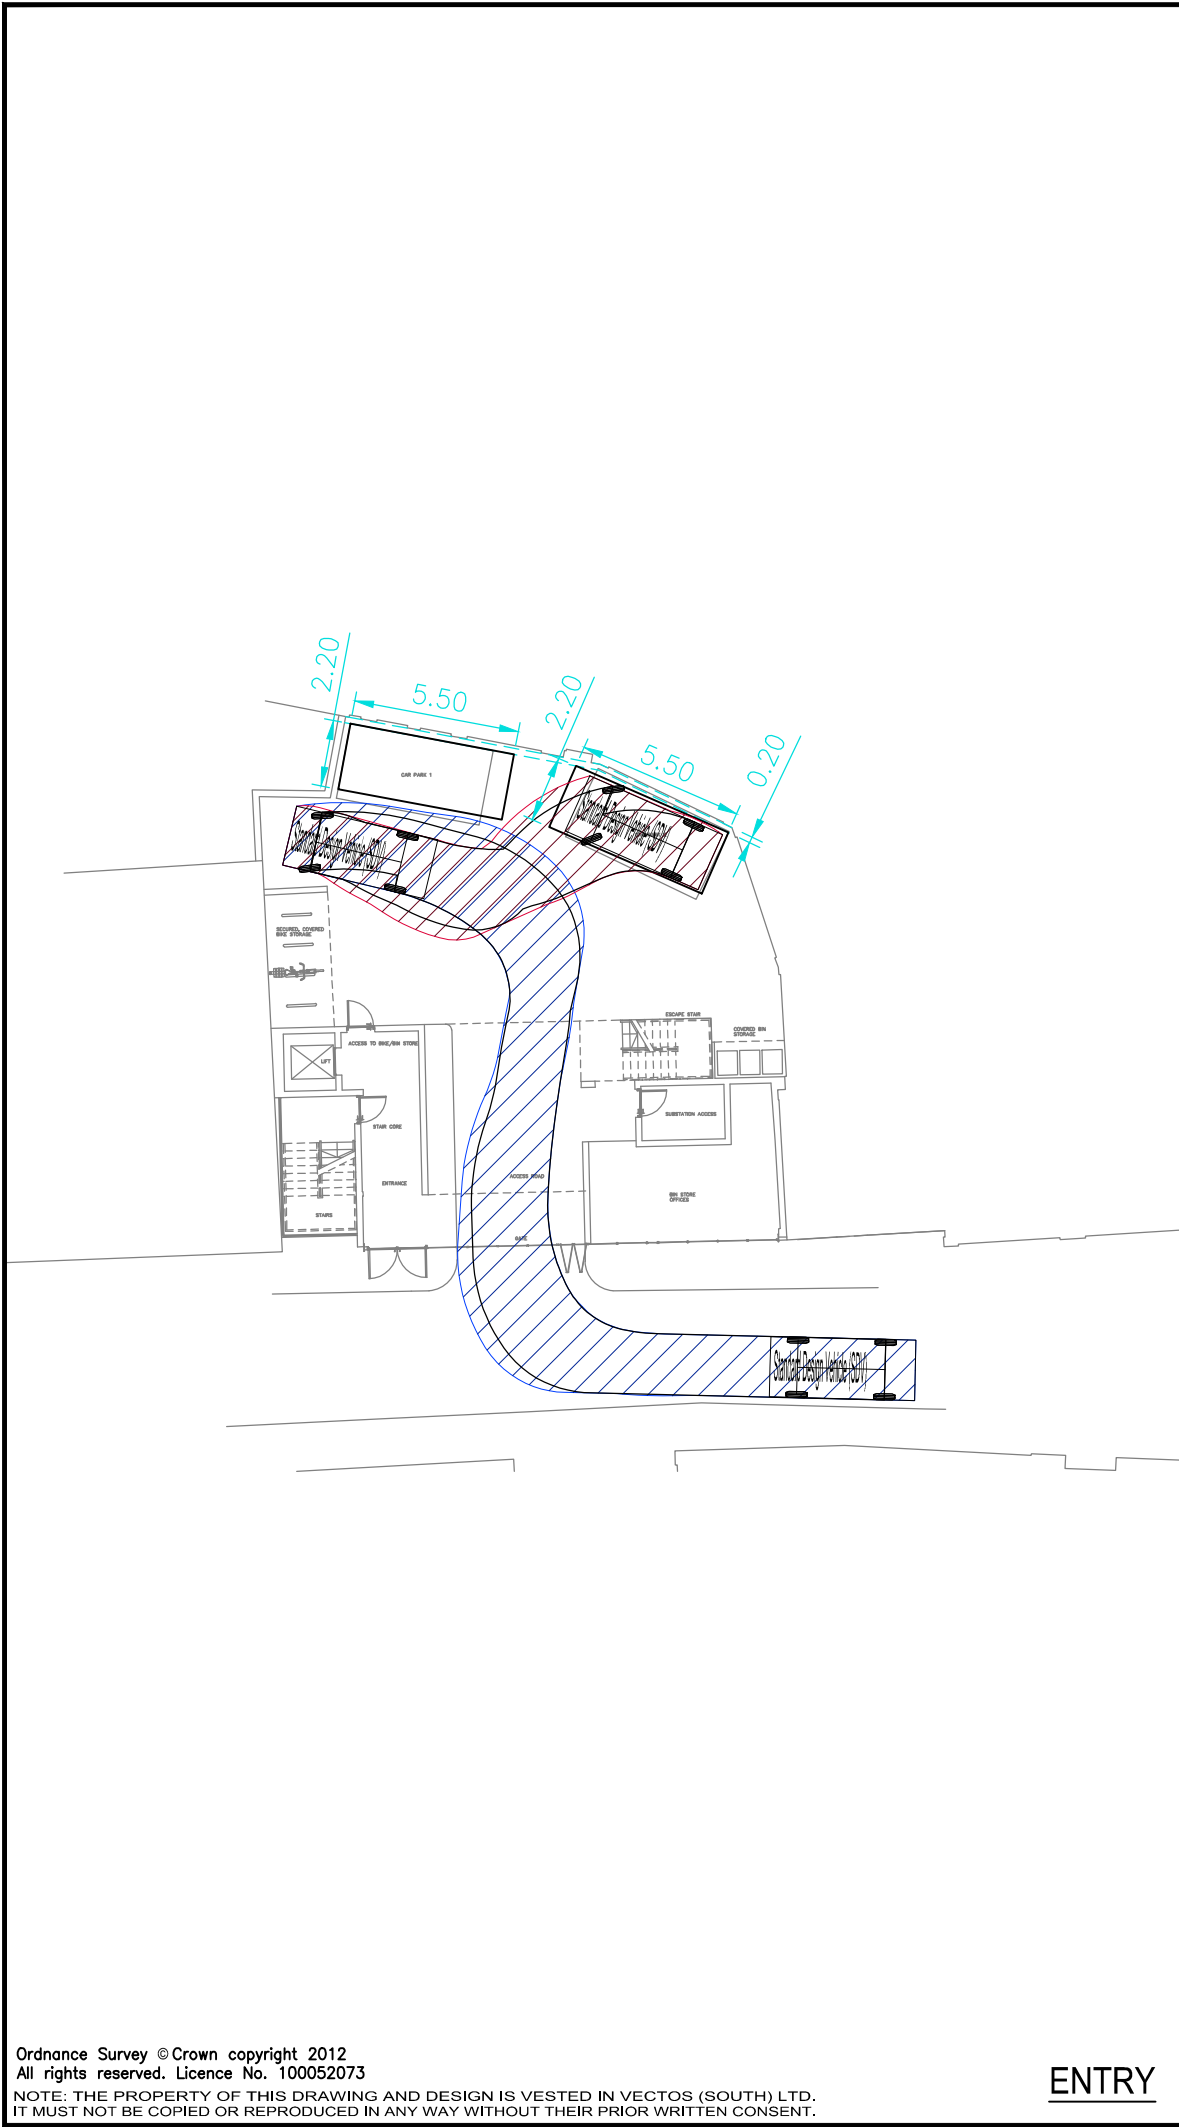 2.20
5.50
2.20
5.50
0.20
CAR PARK 1
Standard Design Vehicle (SDV)
Standard Design Vehicle (SDV)
SECURED, COVERED
BIKE STORAGE
ESCAPE STAIR
COVERED BIN
STORAGE
ACCESS TO BIKE/BIN STORE
LIFT
SUBSTATION ACCESS
STAIR CORE
ACCESS ROAD
ENTRANCE
BIN STORE
OFFICES
STAIRS
GATE
Standard Design Vehicle (SDV)
Ordnance Survey © Crown copyright 2012
All rights reserved. Licence No. 100052073
NOTE: THE PROPERTY OF THIS DRAWING AND DESIGN IS VESTED IN VECTOS (SOUTH) LTD.
IT MUST NOT BE COPIED OR REPRODUCED IN ANY WAY WITHOUT THEIR PRIOR WRITTEN CONSENT.
ENTRY